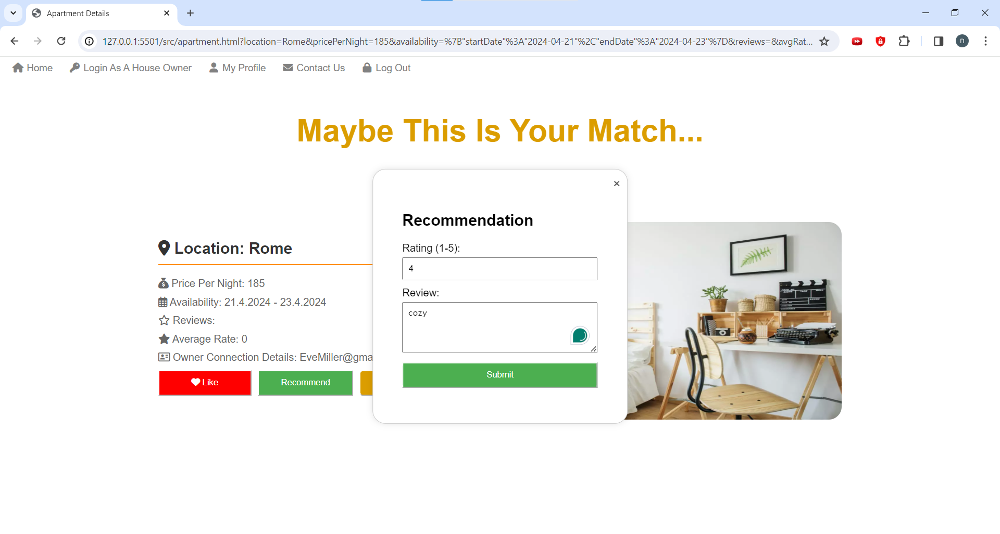 Apartment Details
127.0.0.1:5501/src/apartment.html?location=Rome&pricePerNight=185&availability=%7B"startDate"%3A"2024-04-21"%2C"endDate"%3A"2024-04-23"%7D&reviews=&avgRat...
n
Home Login As A House Owner My Profile Contact Us Log Out
Maybe This Is Your Match...
Location: Rome
Price Per Night: 185
Availability: 21.4.2024 - 23.4.2024
Reviews:
Average Rate: 0
Owner Connection Details: EveMiller@gma
Like
Recommend
Recommendation
Rating (1-5):
4
Review:
cozy
Submit